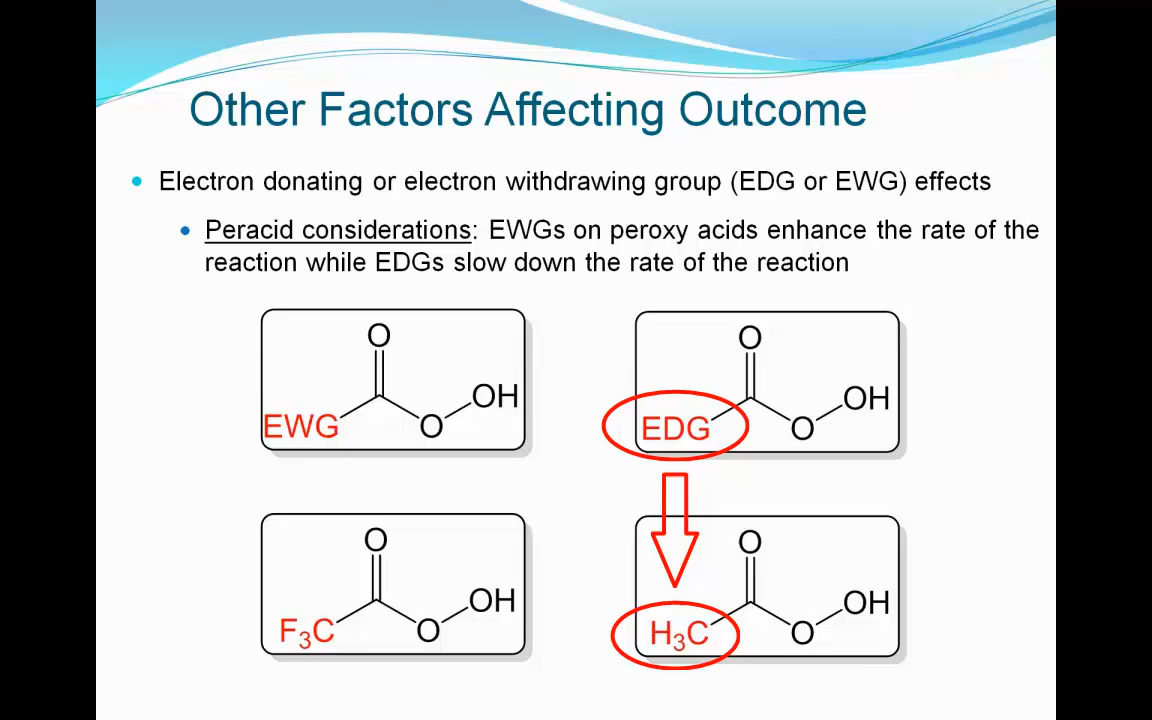 Other Factors Affecting Outcome
• Electron donating or electron withdrawing group (EDG or EWG) effects
• Peracid considerations: EWGs on peroxy acids enhance the rate of the
reaction while EDGs slow down the rate of the reaction
O
OH
EWG
O
O
OH
EDG
O
O
OH
F₃C
O
O
OH
H₃C
O